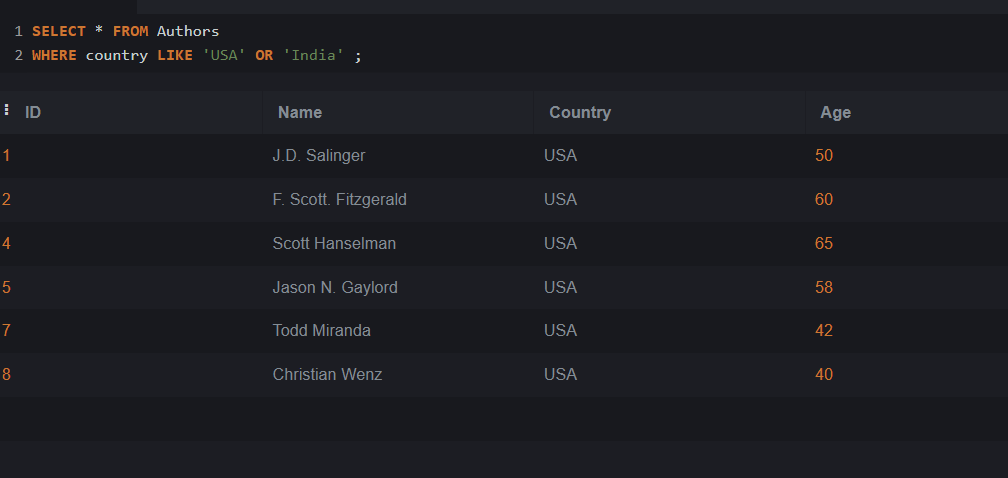 1 SELECT * FROM Authors
2 WHERE country LIKE 'USA' OR 'India' ;
ID Name Country Age
1 J.D. Salinger USA 50
2 F. Scott. Fitzgerald USA 60
4 Scott Hanselman USA 65
5 Jason N. Gaylord USA 58
7 Todd Miranda USA 42
8 Christian Wenz USA 40